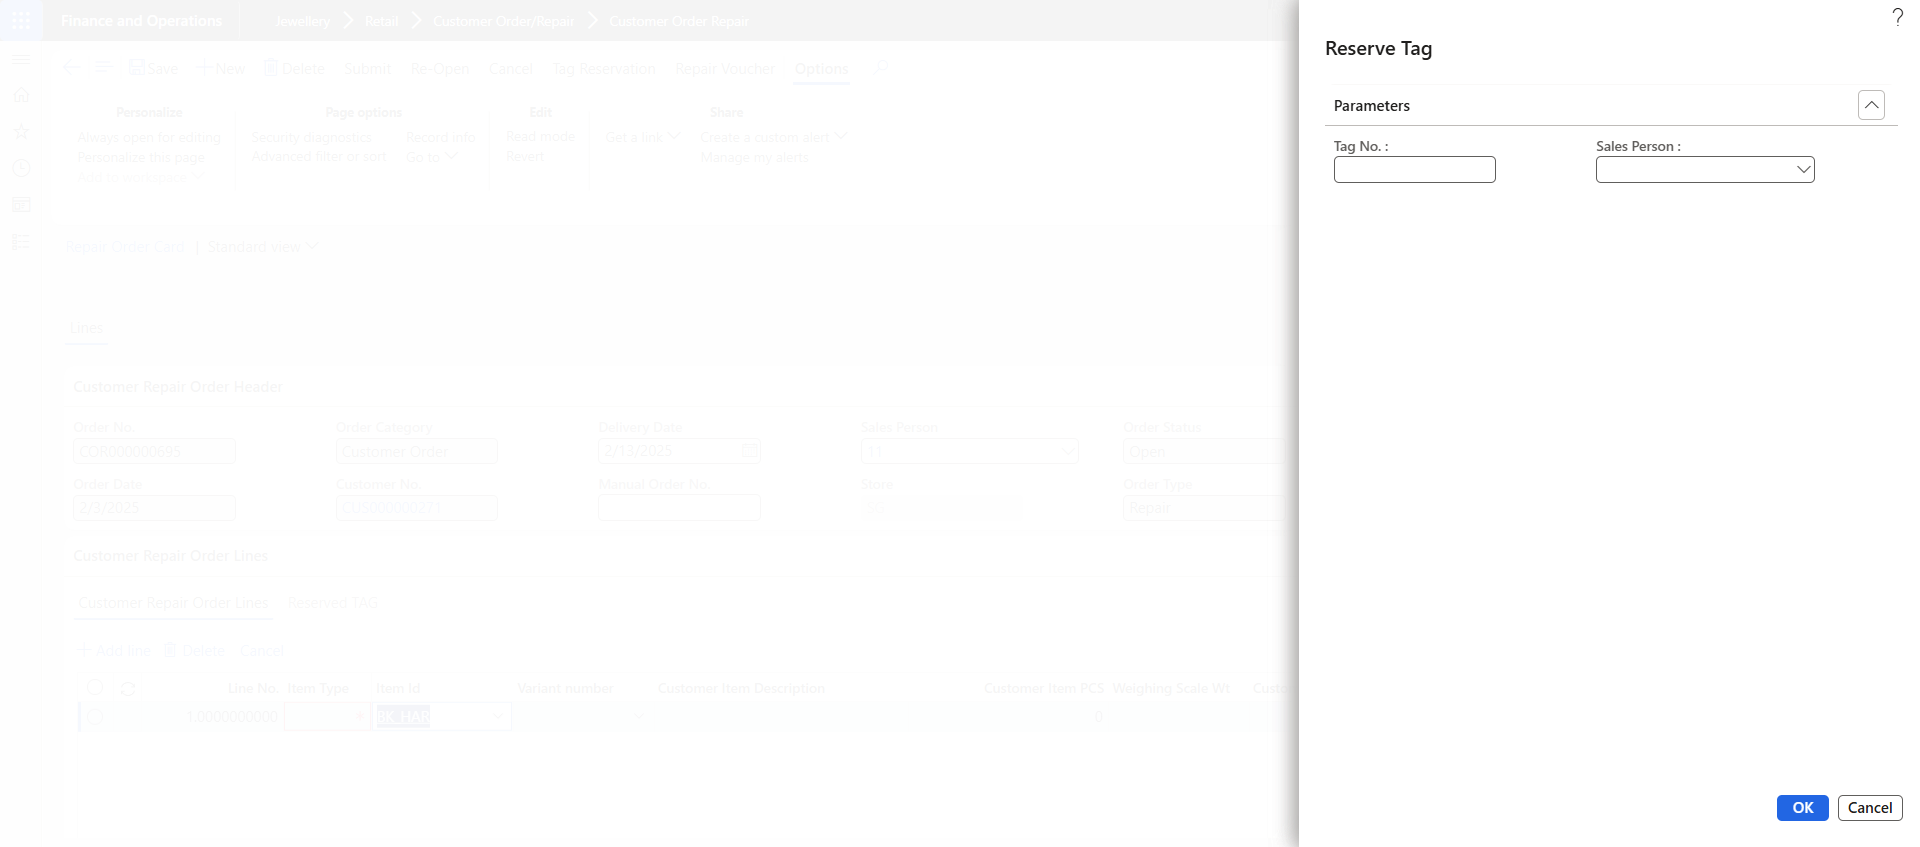 Finance and Operations
Jewellery > Retail > Customer Order/Repair > Customer Order Repair
?
Save New Delete Submit Re-Open Cancel Tag Reservation Repair Voucher Options
Personalize
Always open for editing
Personalize this page
Add to workspace
Page options
Security diagnostics Record info
Advanced filter or sort Go to
Edit
Read mode
Revert
Get a link
Share
Create a custom alert
Manage my alerts
Repair Order Card | Standard view
Lines
Customer Repair Order Header
Order No. Order Category Delivery Date Sales Person Order Status
COR000000695 Customer Order 2/13/2025 11 Open
Order Date Customer No. Manual Order No. Store Order Type
2/3/2025 CUS000000271 Repair
Customer Repair Order Lines
Customer Repair Order Lines Reserved TAG
Add line Delete Cancel
Line No. Item Type Item Id Variant number Customer Item Description Customer Item PCS Weighing Scale Wt Custo
1.0000000000 0
Reserve Tag
Parameters
Tag No. : Sales Person :
OK Cancel